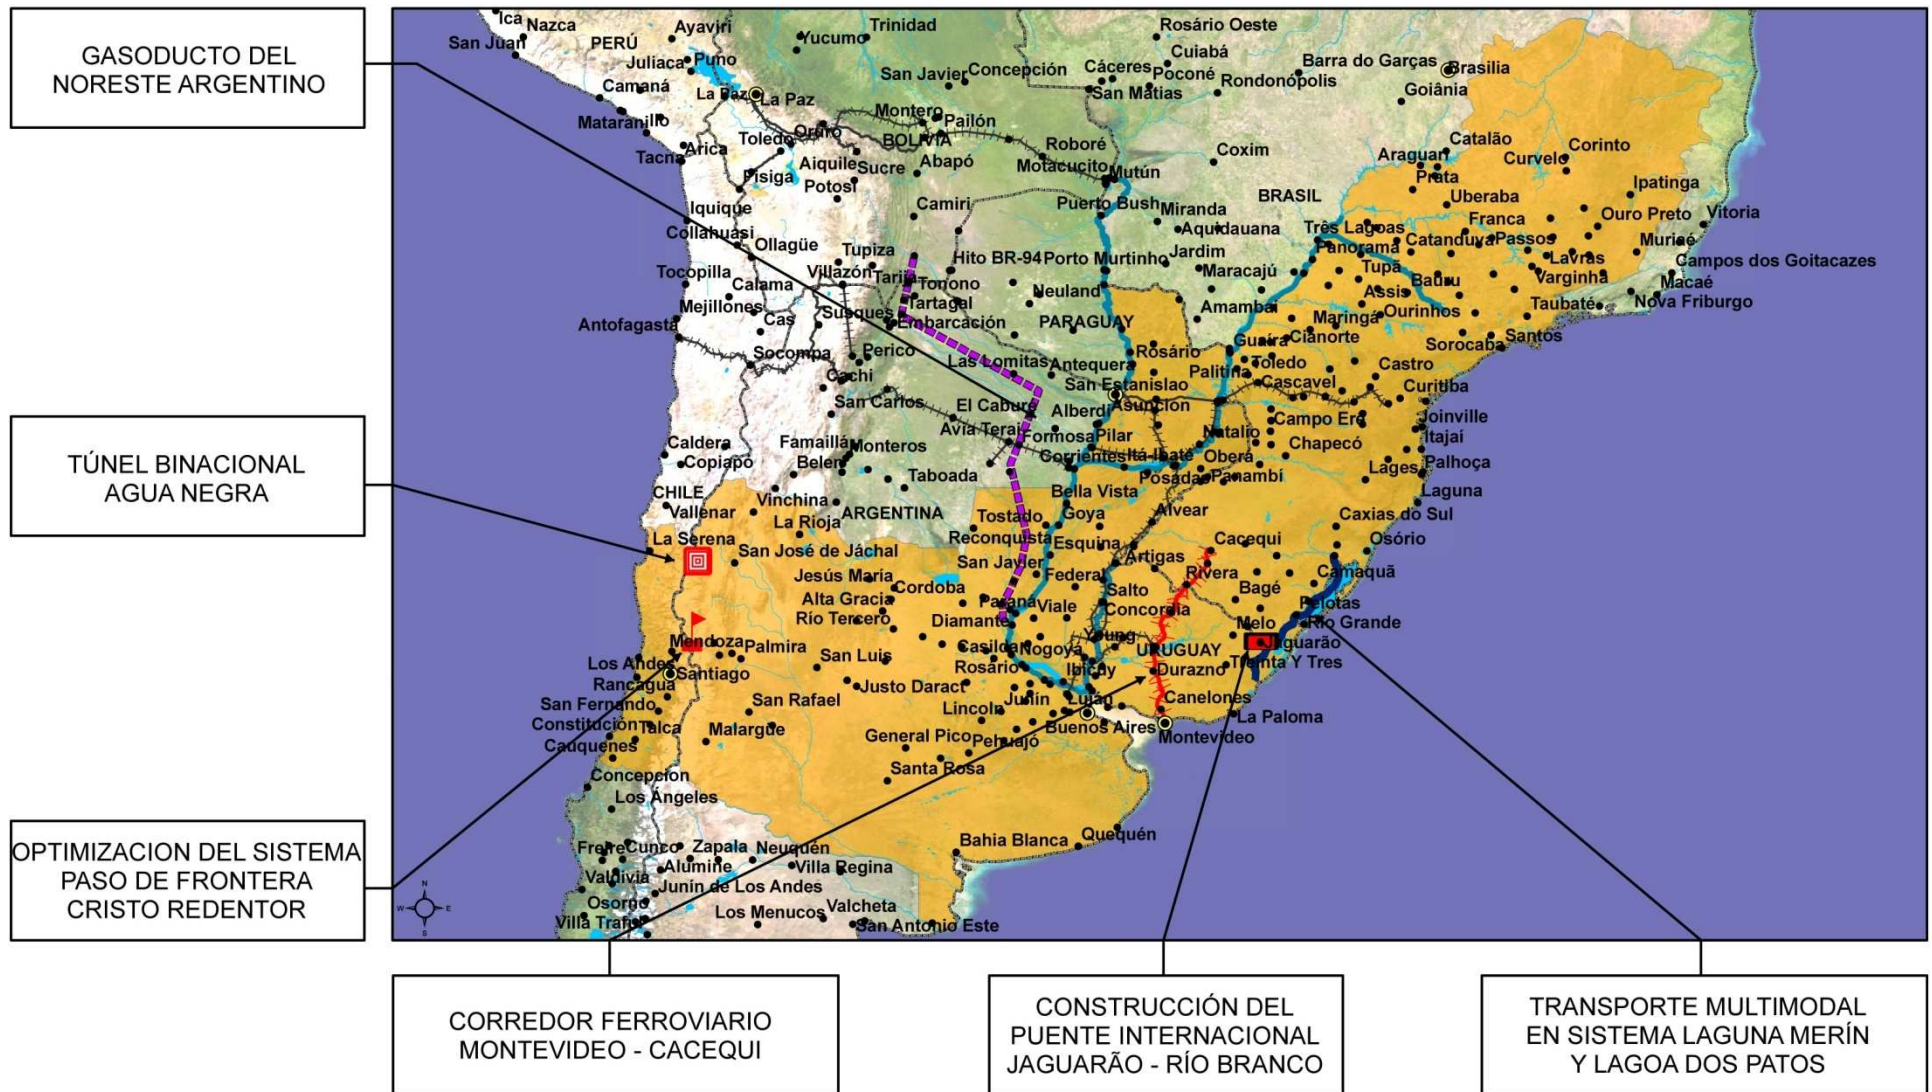 GASODUCTO DEL
NORESTE ARGENTINO
TÚNEL BINACIONAL
AGUA NEGRA
OPTIMIZACION DEL SISTEMA
PASO DE FRONTERA
CRISTO REDENTOR
CORREDOR FERROVIARIO
MONTEVIDEO - CACEQUI
CONSTRUCCIÓN DEL
PUENTE INTERNACIONAL
JAGUARÃO - RÍO BRANCO
TRANSPORTE MULTIMODAL
EN SISTEMA LAGUNA MERÍN
Y LAGOA DOS PATOS
Ica
Nazca
San Juan
PERÚ
Ayaviri
Juliaca
Puno
Camaná
La Paz
La Paz
Yucumo
Trinidad
San Javier
Concepción
Rosário Oeste
Cuiabá
Cáceres
Poconé
San Matias
Rondonópolis
Barra do Garças
Brasilia
Goiânia
Montero
Pailón
BOLIVIA
Toledo
Oruro
Arica
Tacna
Aiquile
Sucre
Abapó
Roboré
Motacucito
Mutún
Coxim
Catalão
Araguari
Prata
Curvelo
Corinto
Pisiga
Potosí
Camiri
Puerto Bush
Miranda
Aquidauana
BRASIL
Uberaba
Ipatinga
Iquique
Collahuasi
Ollagüe
Tupiza
Franca
Ouro Preto
Vitoria
Três Lagoas
Catanduva
Passos
Muriaé
Panorama
Lavras
Campos dos Goitacazes
Villazón
Tarija
Hito BR-94
Porto Murtinho
Jardim
Maracajú
Tupã
Bauru
Varginha
Macaé
Tocopilla
Calama
Tonono
Neuland
Assis
Taubaté
Nova Friburgo
Mejillones
Tartagal
Amambai
Maringá
Ourinhos
Antofagasta
Cas
Susques
Embarcación
PARAGUAY
Cianorte
Sorocaba
Santos
Socompa
Perico
Las Lomitas
Antequera
Rosário
Guaíra
Toledo
Castro
Cachi
San Estanislao
Palitina
Cascavel
Curitiba
San Carlos
El Caburé
Alberdi
Asunción
Campo Erê
Joinville
Avia Terai
Formosa
Pilar
Natalio
Chapecó
Itajaí
Caldera
Famaillá
Monteros
Corrientes
Itá-Ibaté
Oberá
Lages
Palhoça
Copiapó
Belen
Taboada
Posadas
Panambí
CHILE
Vallenar
Vinchina
ARGENTINA
Bella Vista
Laguna
La Rioja
Tostado
Goya
Alvear
Caxias do Sul
La Serena
San José de Jáchal
Reconquista
Esquina
Cacequi
Osório
San Javier
Artigas
Jesús María
Cordoba
Federal
Rivera
Camaquã
Alta Gracia
Salto
Bagé
Río Tercero
Paraná
Viale
Concordia
Pelotas
Diamante
Melo
Rio Grande
Mendoza
Palmira
Casilda
Nogoyá
Young
URUGUAY
Jaguarão
Los Andes
San Luis
Rosário
Ibicuy
Durazno
Treinta Y Tres
Santiago
Rancagua
Justo Daract
San Fernando
San Rafael
Junín
Luján
Canelones
Lincoln
La Paloma
Constitución
Talca
Malargüe
Buenos Aires
Montevideo
Cauquenes
General Pico
Pehuajó
Concepcion
Santa Rosa
Los Ángeles
Bahia Blanca
Quequén
Freire
Cunco
Zapala
Neuquén
Valdivia
Alumine
Villa Regina
Junín de Los Andes
Osorno
Los Menucos
Valcheta
San Antonio Este
N
W
E
S